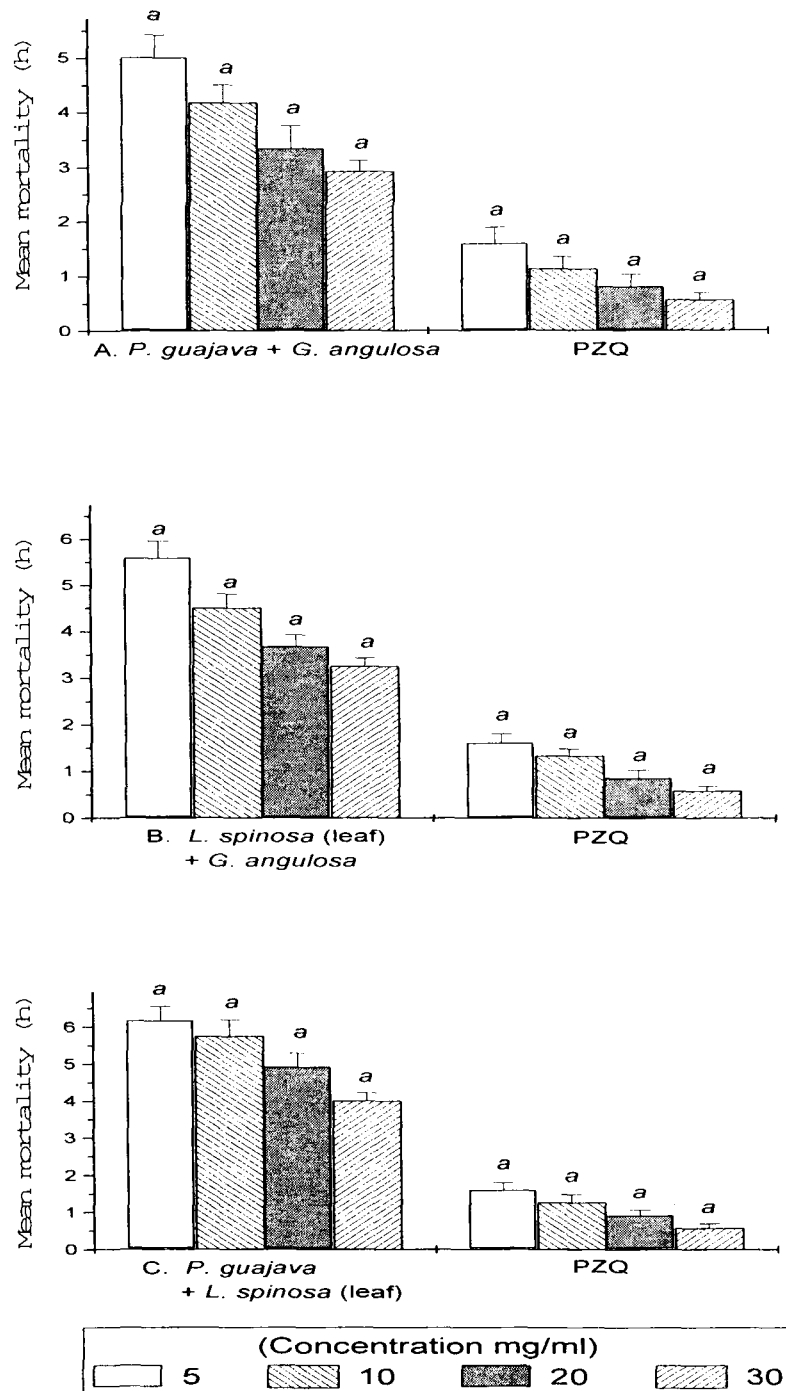 a
a
a
a
a
a
a
a
Mean mortality (h)
5
4
3
2
1
0
A. P. guajava + G. angulosa
PZQ
a
a
a
a
a
a
a
a
Mean mortality (h)
6
5
4
3
2
1
0
B. L. spinosa (leaf)
+ G. angulosa
PZQ
a
a
a
a
a
a
a
a
Mean mortality (h)
6
5
4
3
2
1
0
C. P. guajava
+ L. spinosa (leaf)
PZQ
(Concentration mg/ml)
5 10 20 30